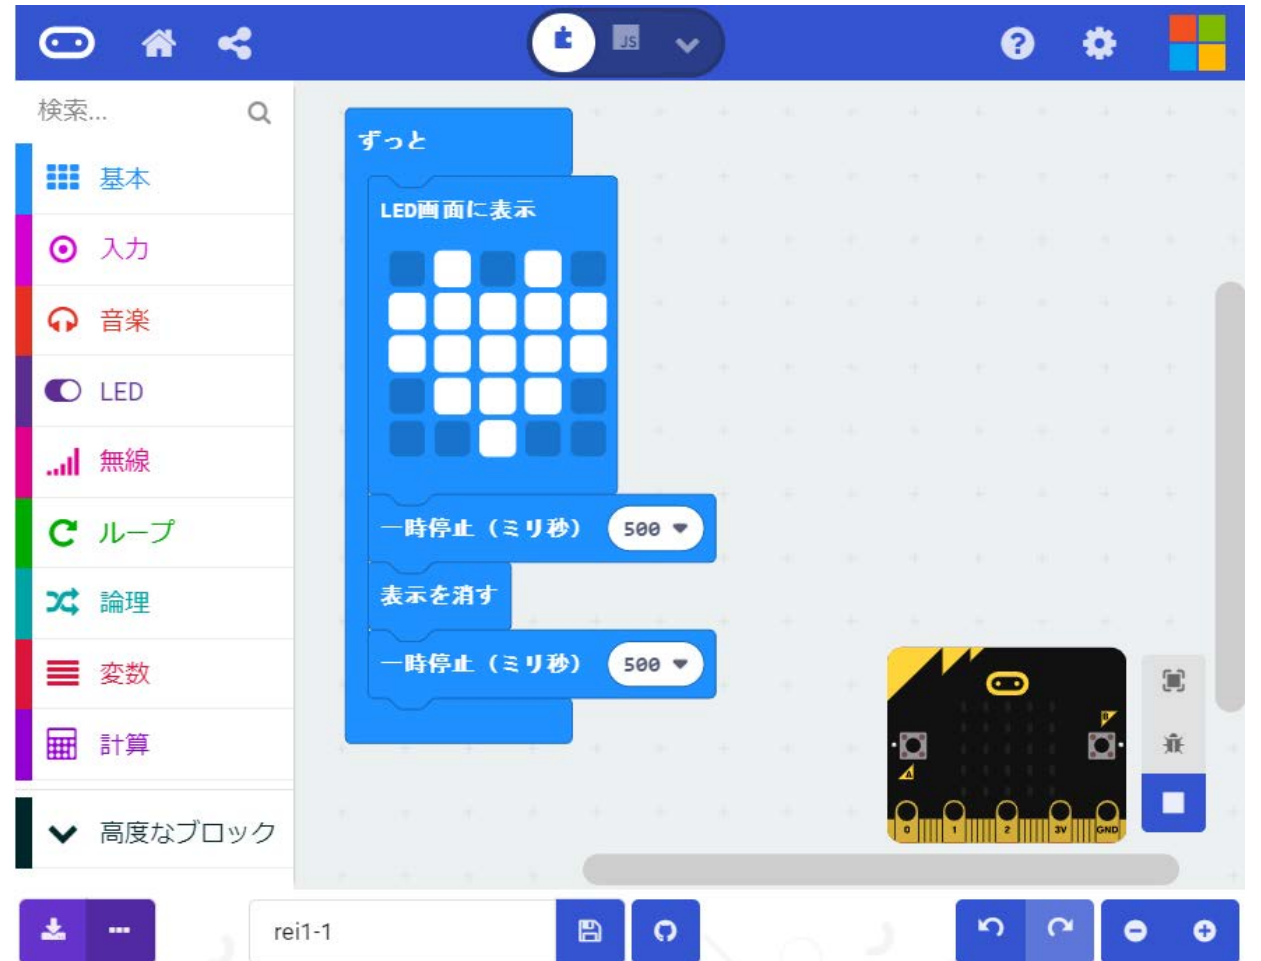 JS
検索...
基本
入力
音楽
LED
無線
ループ
論理
変数
計算
高度なブロック
ずっと
LED画面に表示
一時停止（ミリ秒） 500
表示を消す
一時停止（ミリ秒） 500
B
A
0 1 2 3V GND
rei1-1